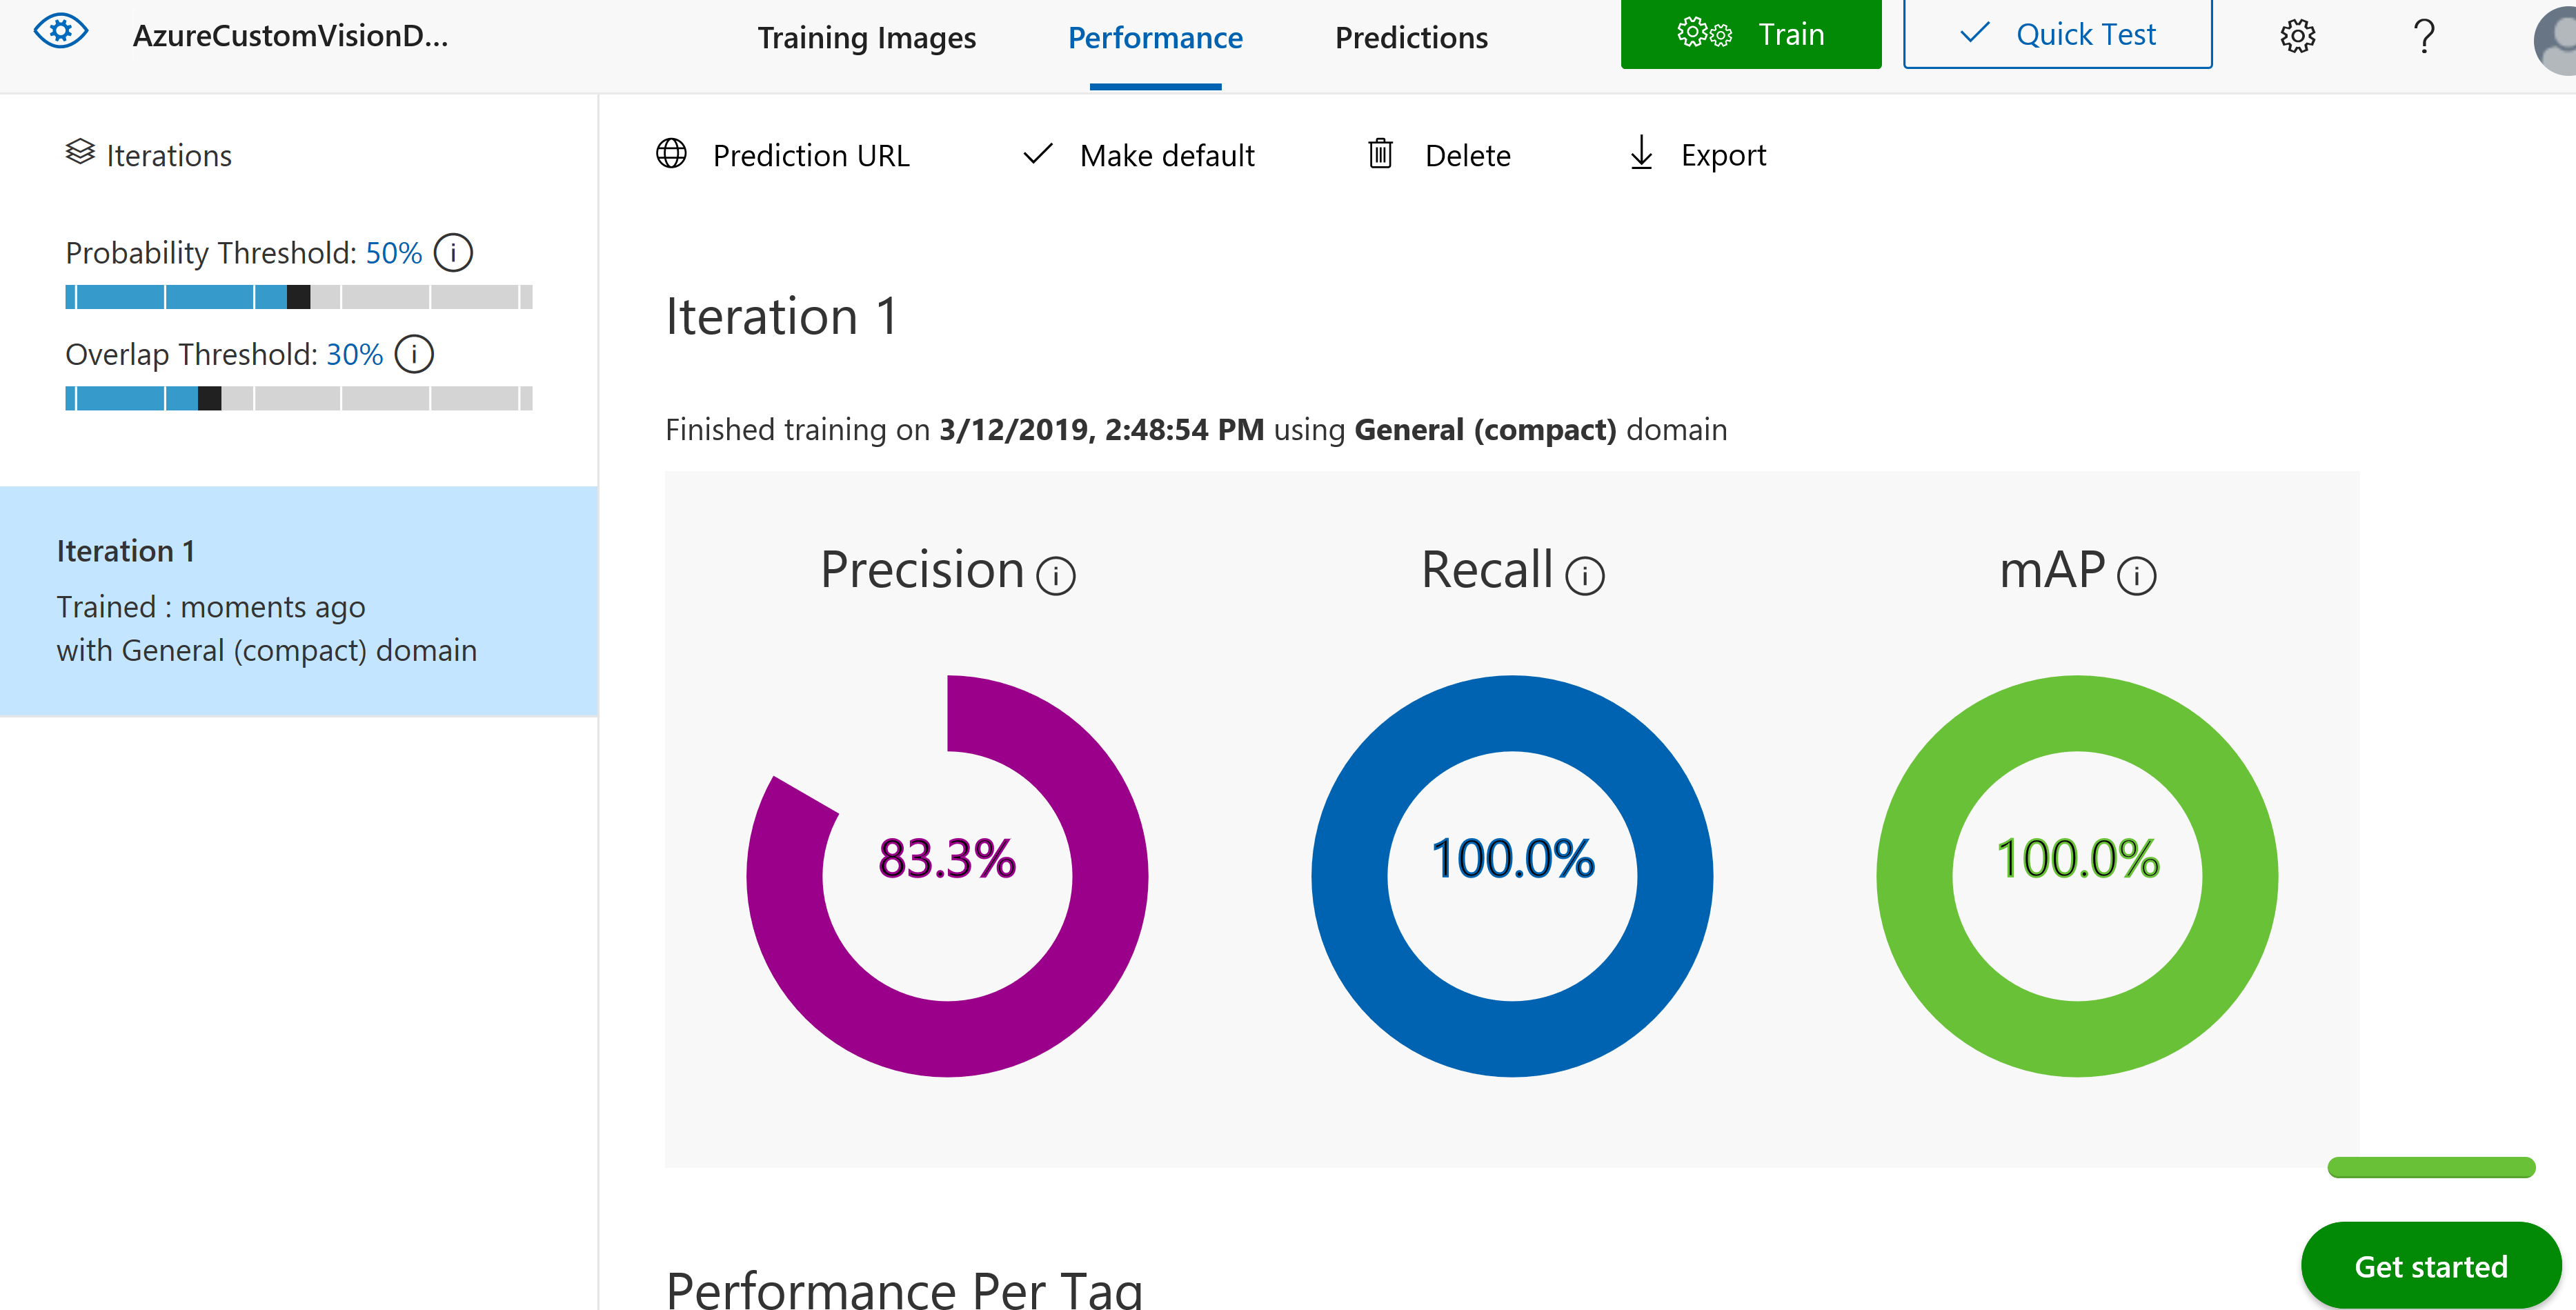 AzureCustomVisionD...
Training Images
Performance
Predictions
Train
Quick Test
?
Iterations
Probability Threshold: 50%
Overlap Threshold: 30%
Iteration 1
Trained : moments ago
with General (compact) domain
Prediction URL
Make default
Delete
Export
Iteration 1
Finished training on 3/12/2019, 2:48:54 PM using General (compact) domain
Precision
Recall
mAP
83.3%
100.0%
100.0%
Performance Per Tag
Get started